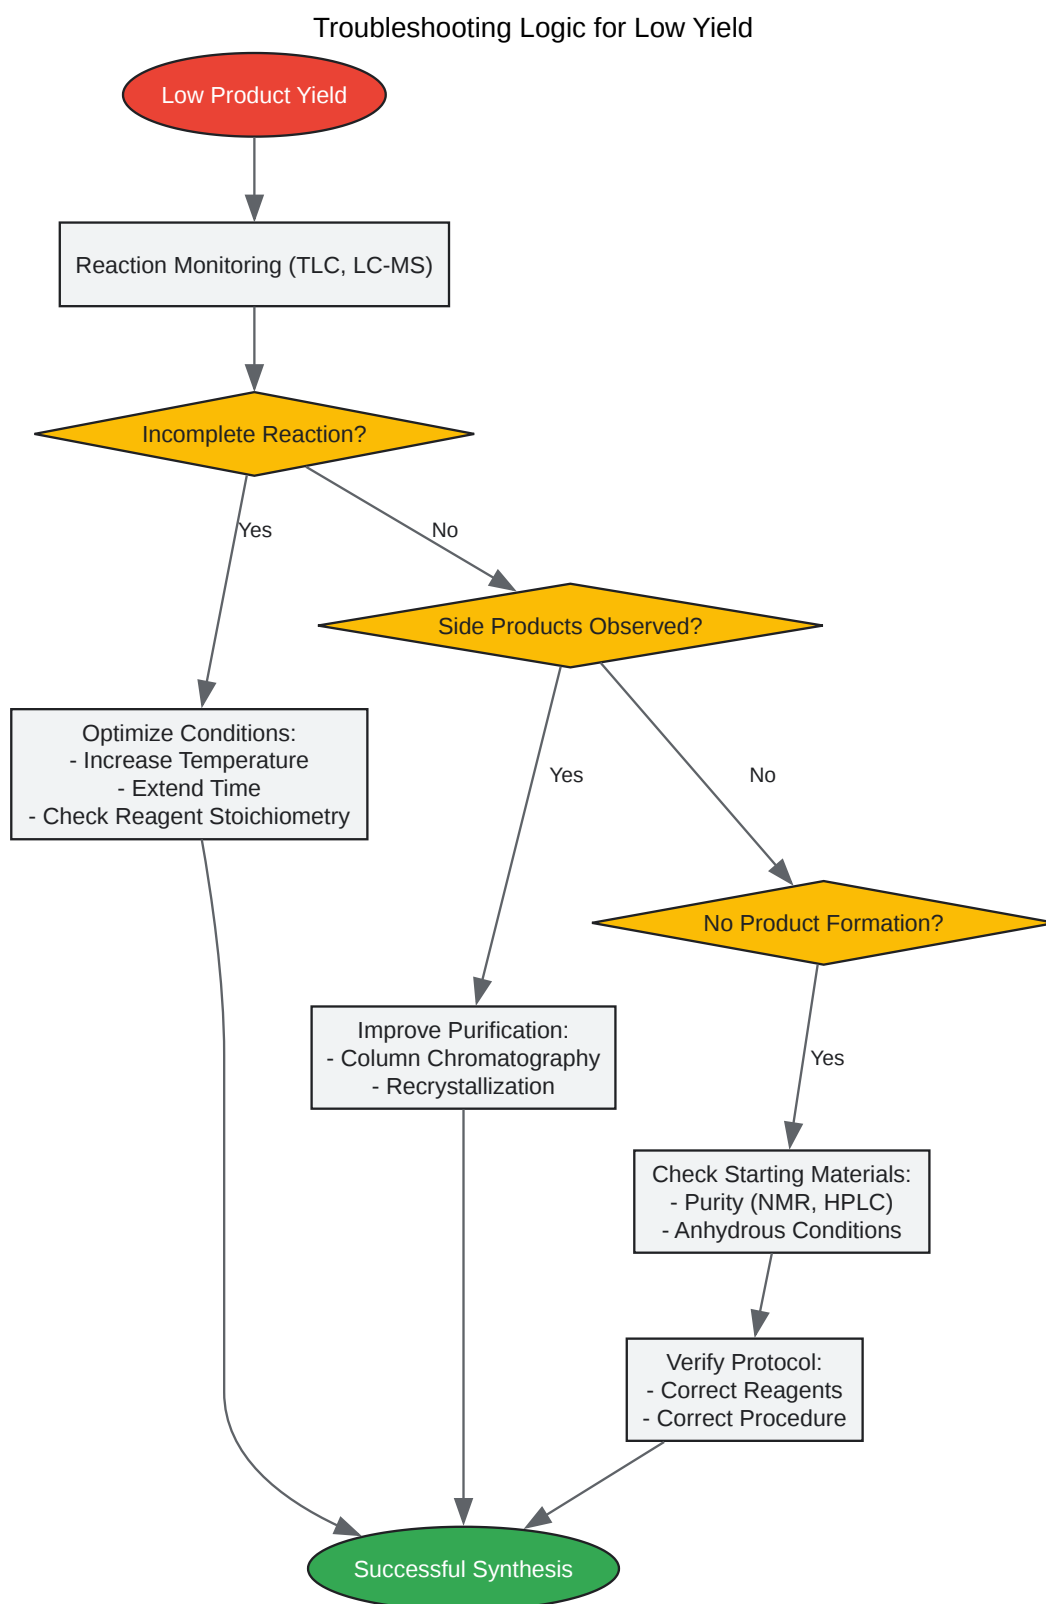 Troubleshooting Logic for Low Yield
Low Product Yield
Reaction Monitoring (TLC, LC-MS)
Incomplete Reaction?
Yes
No
Side Products Observed?
Optimize Conditions:
- Increase Temperature
- Extend Time
- Check Reagent Stoichiometry
Yes
No
No Product Formation?
Improve Purification:
- Column Chromatography
- Recrystallization
Yes
Check Starting Materials:
- Purity (NMR, HPLC)
- Anhydrous Conditions
Verify Protocol:
- Correct Reagents
- Correct Procedure
Successful Synthesis